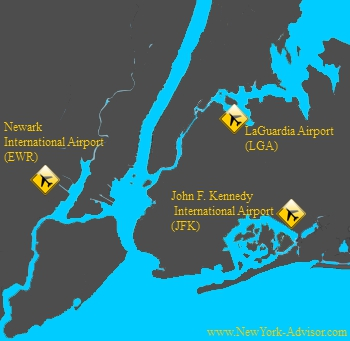 Newark
International Airport
(EWR)
LaGuardia Airport
(LGA)
John F. Kennedy
International Airport
(JFK)
www.NewYork-Advisor.com